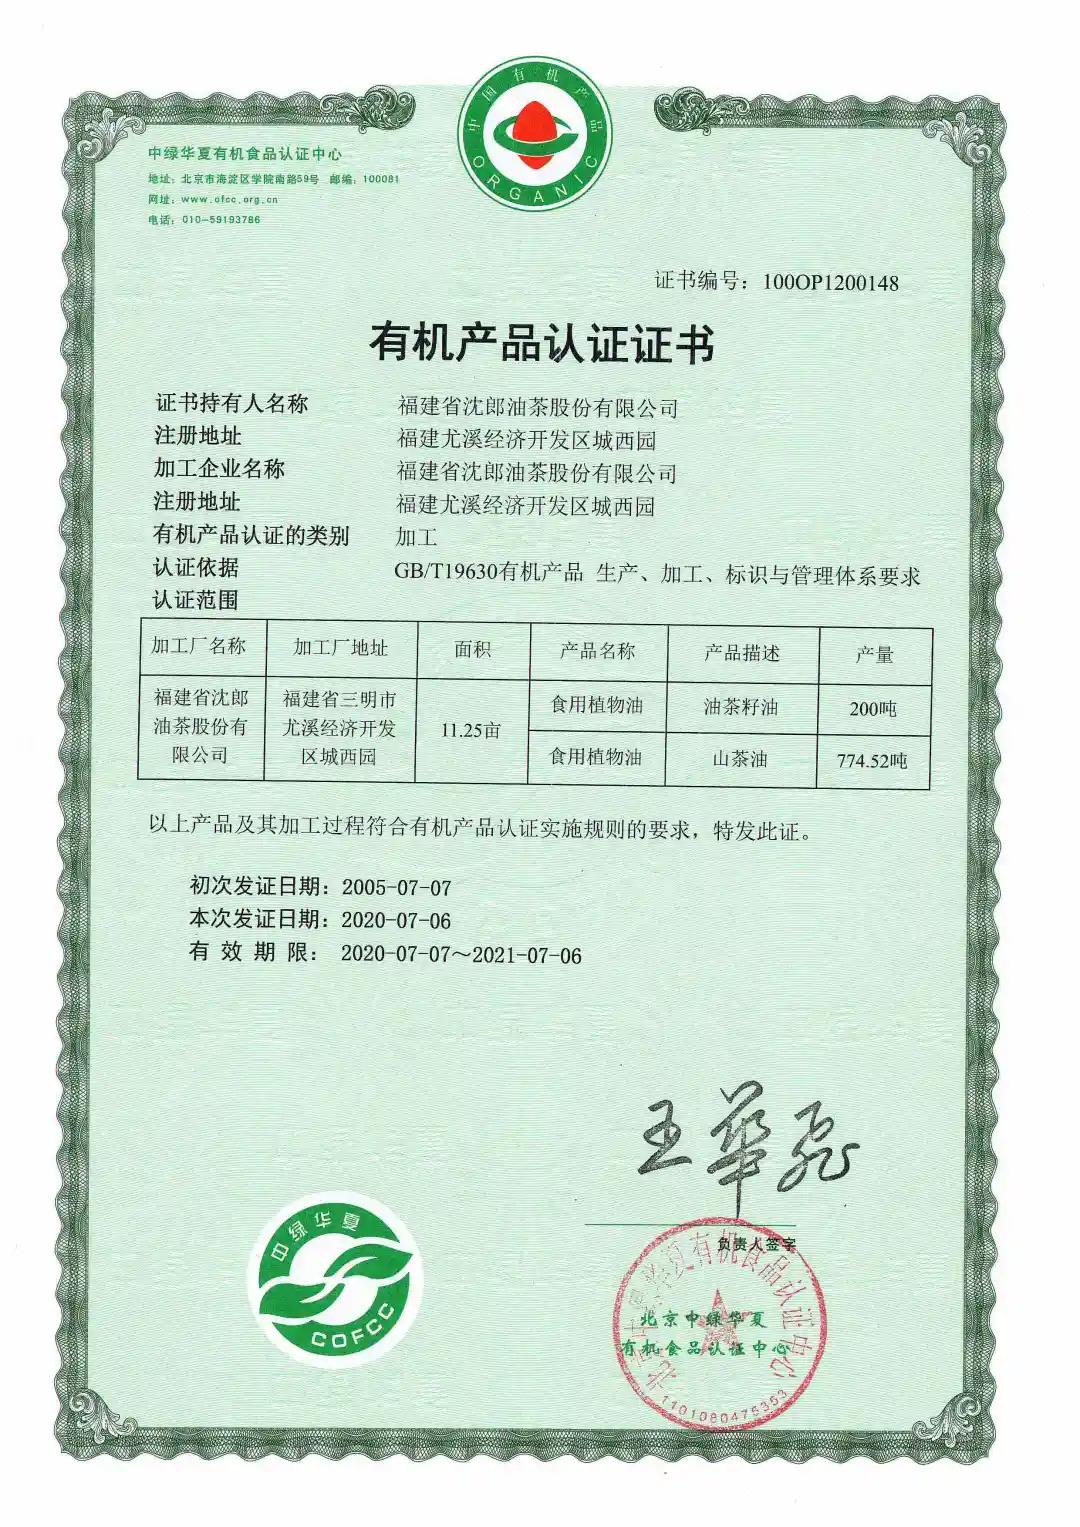 中国有机产品
ORGANIC
中绿华夏有机食品认证中心
地址：北京市海淀区学院南路59号 邮编：100081
网址：www.ofcc.org.cn
电话：010-59193786
证书编号：100OP1200148
有机产品认证证书
证书持有人名称 福建省沈郎油茶股份有限公司
注册地址 福建尤溪经济开发区城西园
加工企业名称 福建省沈郎油茶股份有限公司
注册地址 福建尤溪经济开发区城西园
有机产品认证的类别 加工
认证依据 GB/T19630有机产品 生产、加工、标识与管理体系要求
认证范围
加工厂名称 加工厂地址 面积 产品名称 产品描述 产量
福建省沈郎油茶股份有限公司 福建省三明市尤溪经济开发区城西园 11.25亩 食用植物油 油茶籽油 200吨
食用植物油 山茶油 774.52吨
以上产品及其加工过程符合有机产品认证实施规则的要求，特发此证。
初次发证日期：2005-07-07
本次发证日期：2020-07-06
有 效 期 限： 2020-07-07～2021-07-06
王华飞
负责人签字
中绿华夏
COFCC
北京中绿华夏
有机食品认证中心
北京中绿华夏有机食品认证中心
1101080475353